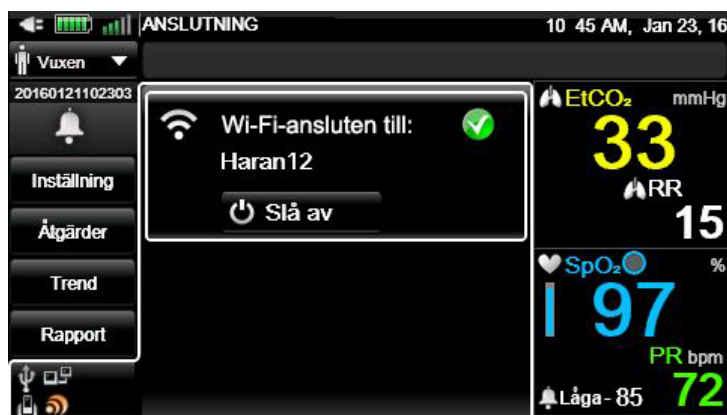 ANSLUTNING
10 45 AM, Jan 23, 16
Vuxen
20160121102303
Inställning
Åtgärder
Trend
Rapport
Wi-Fi-ansluten till:
Haran12
Slå av
EtCO₂ mmHg
33
RR
15
SpO₂ %
97
PR bpm
Låga- 85
72